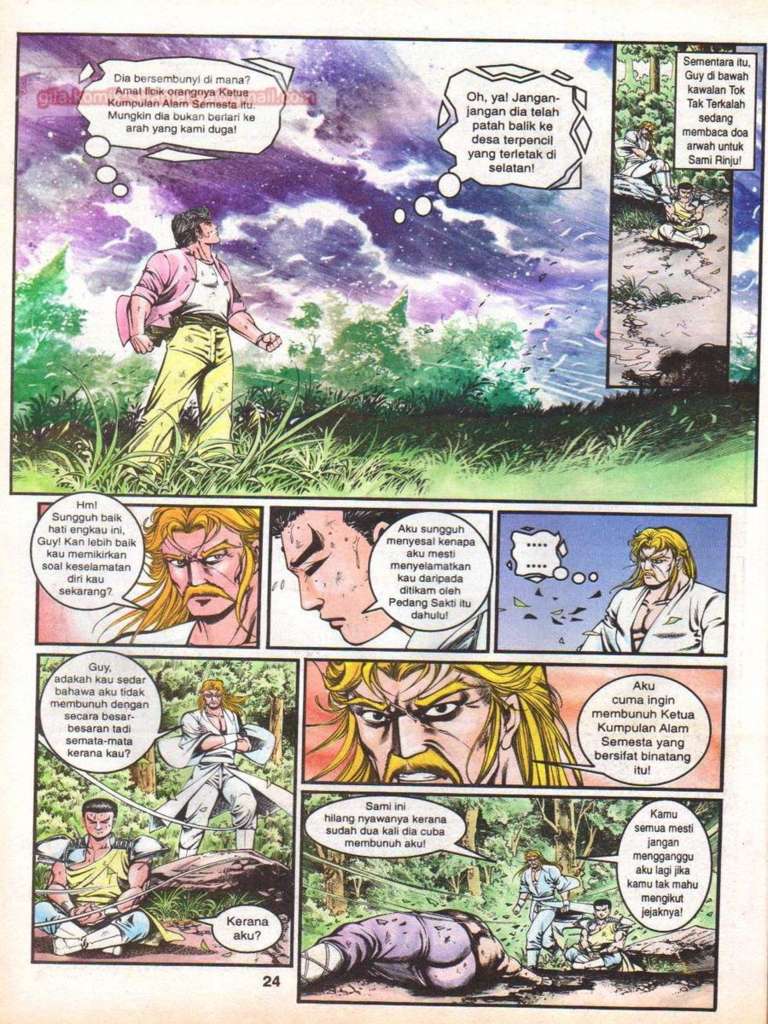 Dia bersembunyi di mana?
Amat licik orangnya Ketua
Kumpulan Alam Semesta itu.
Mungkin dia bukan berlari ke
arah yang kami duga!
Oh, ya! Jangan-
jangan dia telah
patah balik ke
desa terpencil
yang terletak di
selatan!
Sementara itu,
Guy di bawah
kawalan Tok
Tak Terkalah
sedang
membaca doa
arwah untuk
Sami Rinju!
Hm!
Sungguh baik
hati engkau ini,
Guy! Kan lebih baik
kau memikirkan
soal keselamatan
diri kau
sekarang?
Aku sungguh
menyesal kenapa
aku mesti
menyelamatkan
kau daripada
ditikam oleh
Pedang Sakti itu
dahulu!
....
....
Guy,
adakah kau sedar
bahawa aku tidak
membunuh dengan
secara besar-
besaran tadi
semata-mata
kerana kau?
Kerana
aku?
Aku
cuma ingin
membunuh Ketua
Kumpulan Alam
Semesta yang
bersifat binatang
itu!
Sami ini
hilang nyawanya kerana
sudah dua kali dia cuba
membunuh aku!
Kamu
semua mesti
jangan
mengganggu
aku lagi jika
kamu tak mahu
mengikut
jejaknya!
24